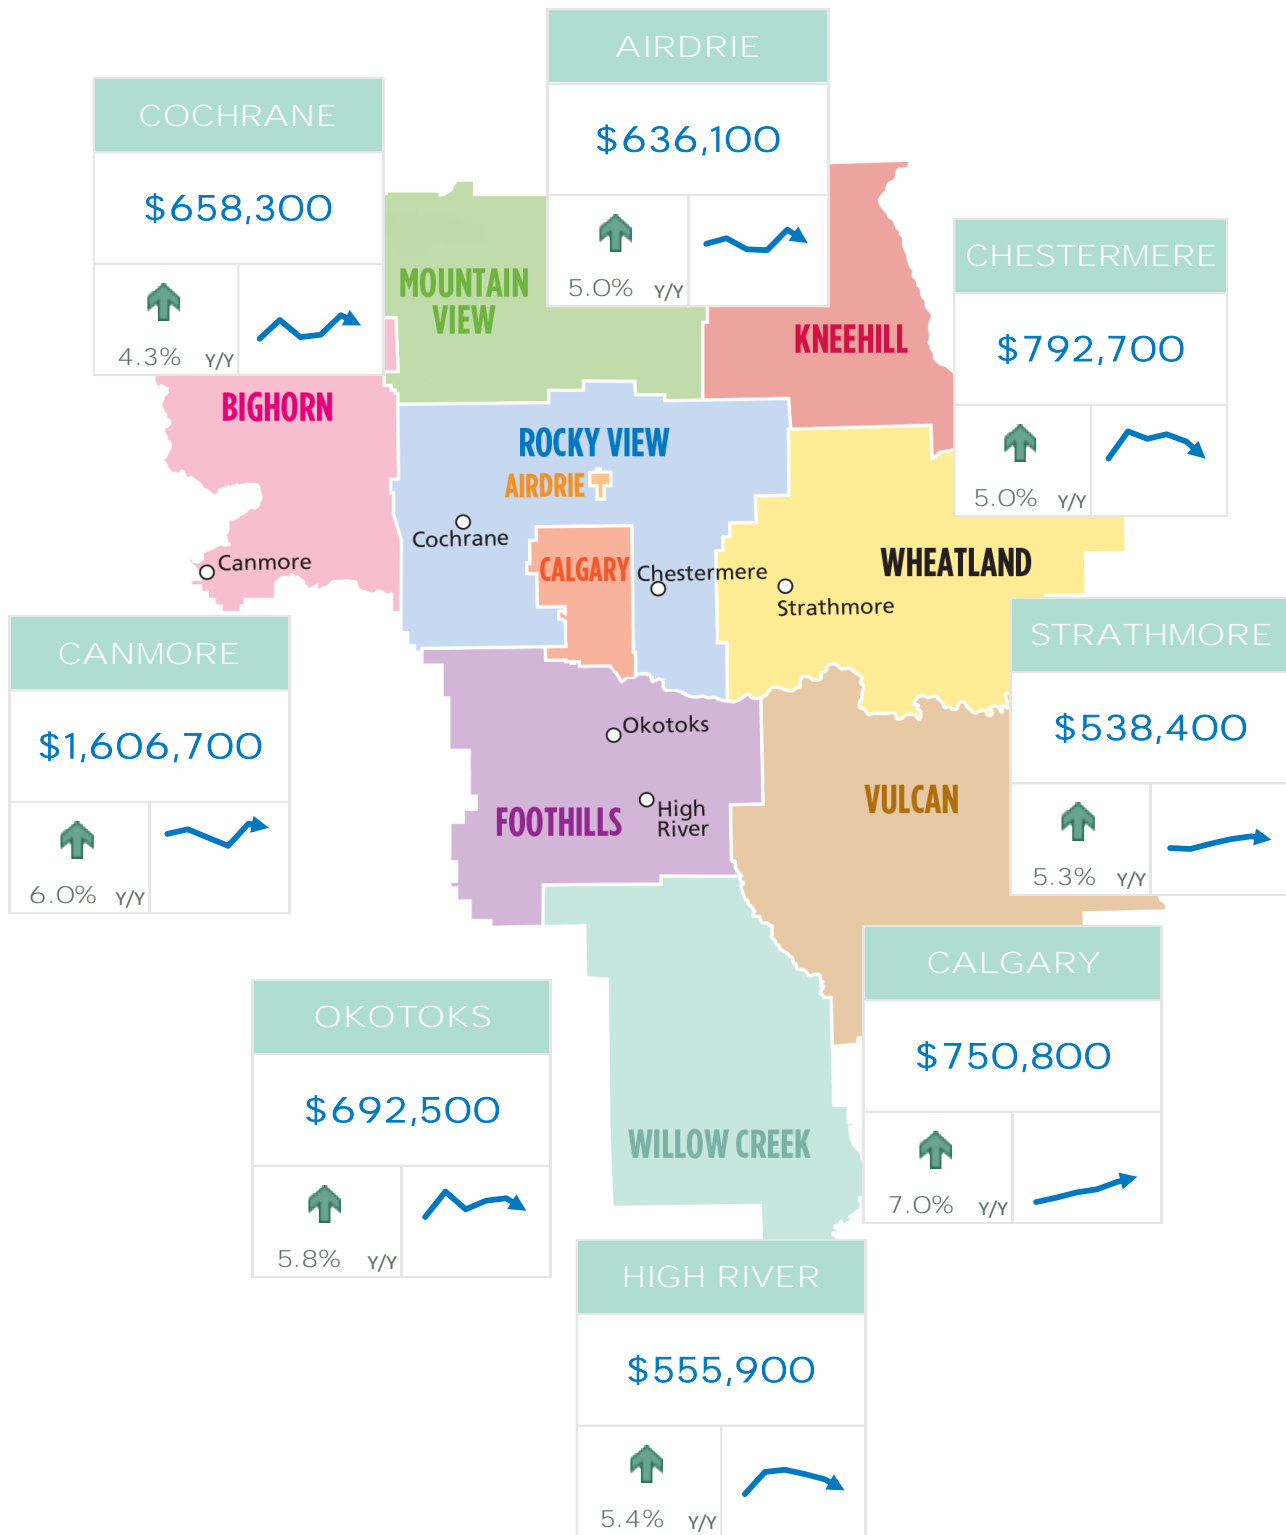 AIRDRIE
$636,100
5.0% Y/Y
COCHRANE
$658,300
4.3% Y/Y
CHESTERMERE
$792,700
5.0% Y/Y
MOUNTAIN
VIEW
KNEEHILL
BIGHORN
ROCKY VIEW
AIRDRIE
Cochrane
Canmore
CALGARY
Chestermere
WHEATLAND
Strathmore
CANMORE
$1,606,700
6.0% Y/Y
STRATHMORE
$538,400
5.3% Y/Y
Okotoks
FOOTHILLS
High
River
VULCAN
OKOTOKS
$692,500
5.8% Y/Y
CALGARY
$750,800
7.0% Y/Y
WILLOW CREEK
HIGH RIVER
$555,900
5.4% Y/Y